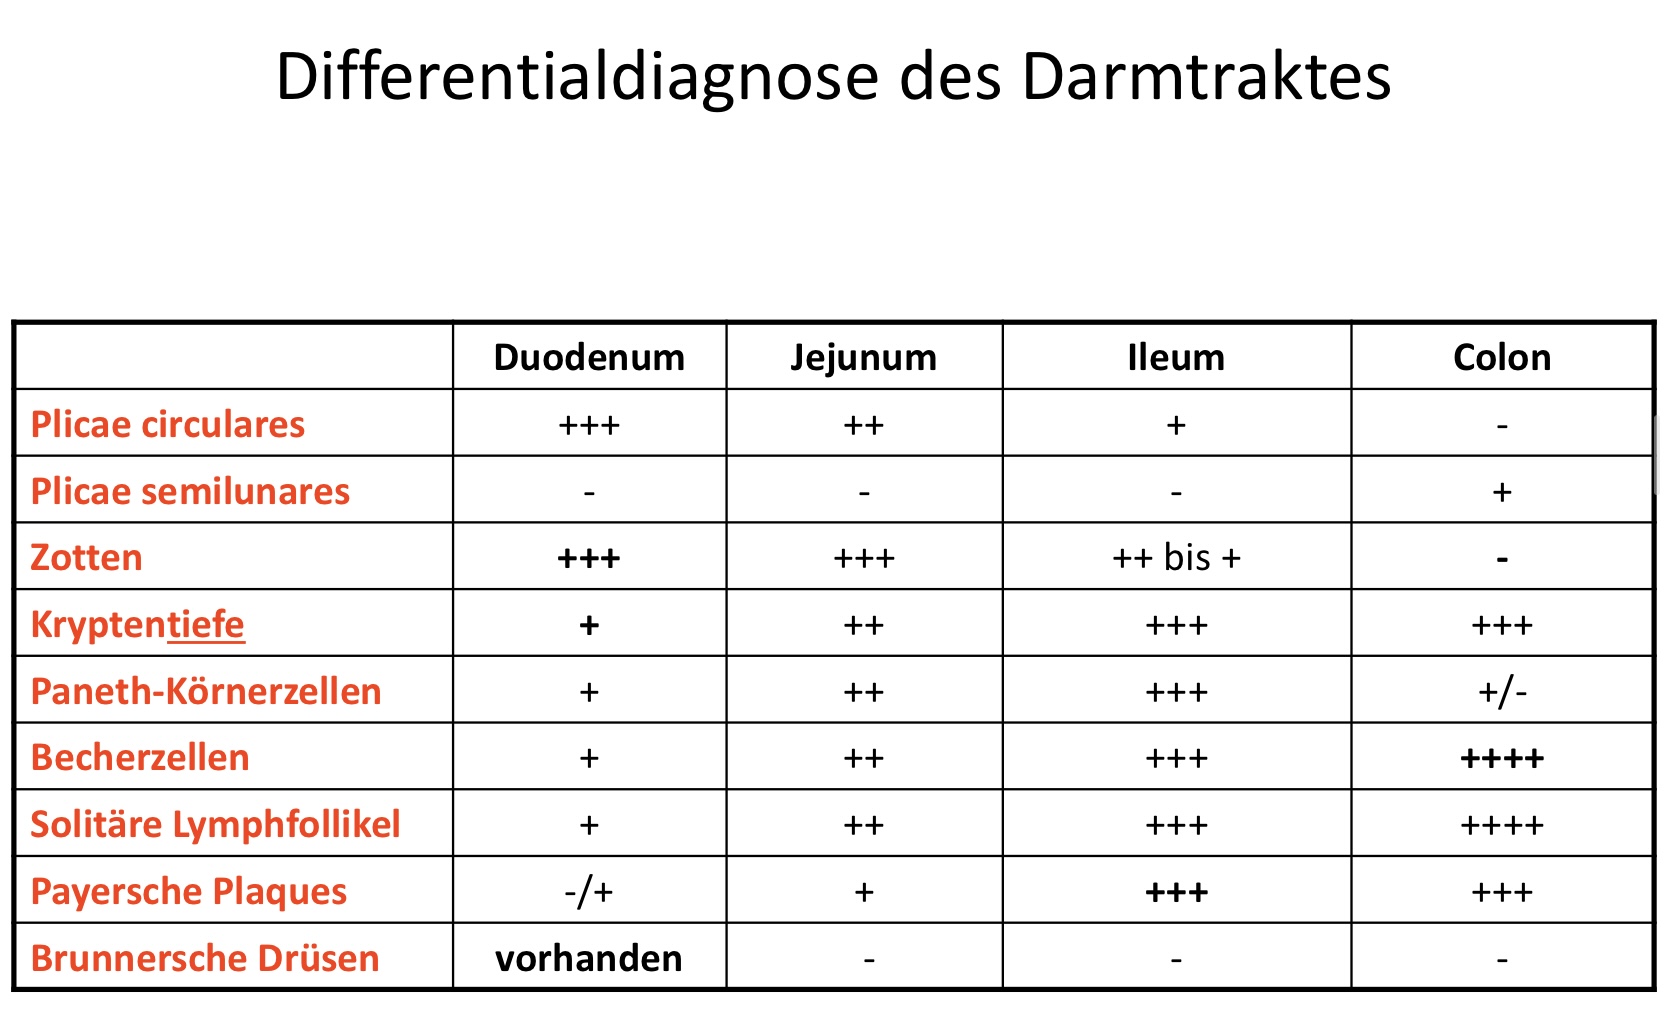 Differentialdiagnose des Darmtraktes
Duodenum Jejunum Ileum Colon
Plicae circulares +++ ++ + -
Plicae semilunares - - - +
Zotten +++ +++ ++ bis + -
Kryptentiefe + ++ +++ +++
Paneth-Körnerzellen + ++ +++ +/-
Becherzellen + ++ +++ ++++
Solitäre Lymphfollikel + ++ +++ ++++
Payersche Plaques -/+ + +++ +++
Brunnersche Drüsen vorhanden - - -